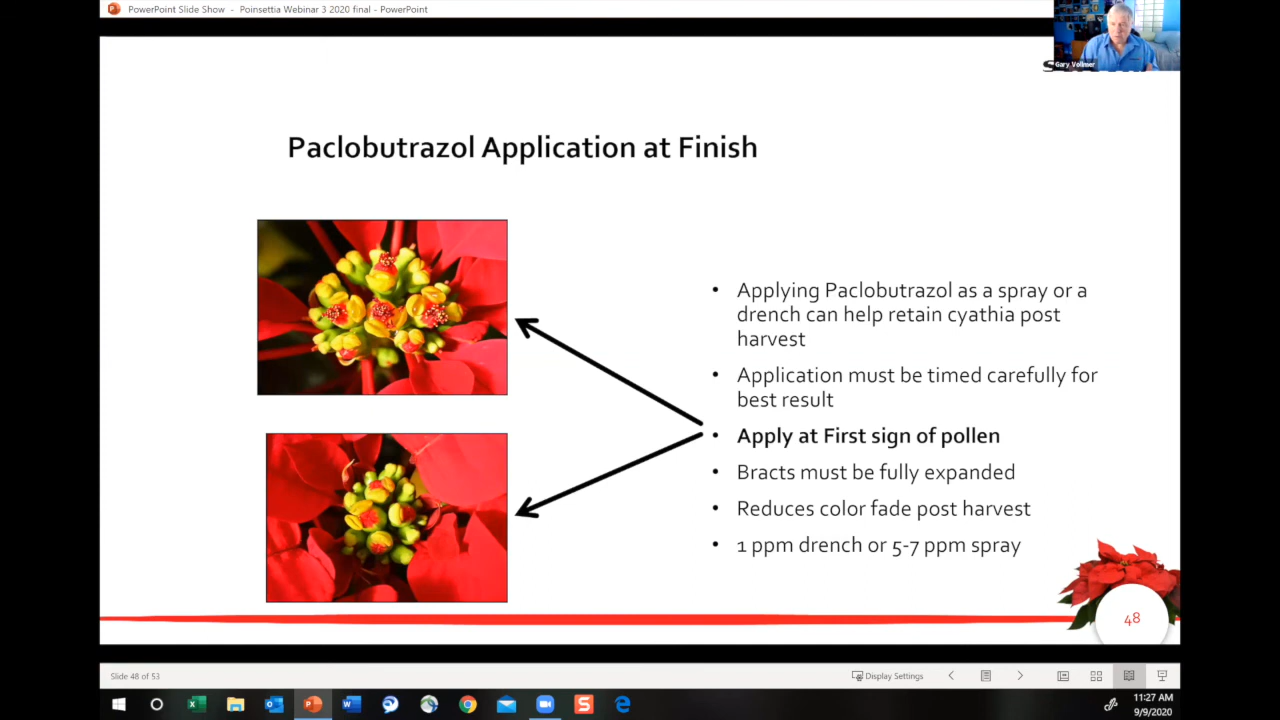 PowerPoint Slide Show - Poinsettia Webinar 3 2020 final - PowerPoint
Gary Vollmer
Paclobutrazol Application at Finish
• Applying Paclobutrazol as a spray or a
drench can help retain cyathia post
harvest
• Application must be timed carefully for
best result
• Apply at First sign of pollen
• Bracts must be fully expanded
• Reduces color fade post harvest
• 1 ppm drench or 5-7 ppm spray
48
Slide 48 of 53
Display Settings
11:27 AM
9/9/2020